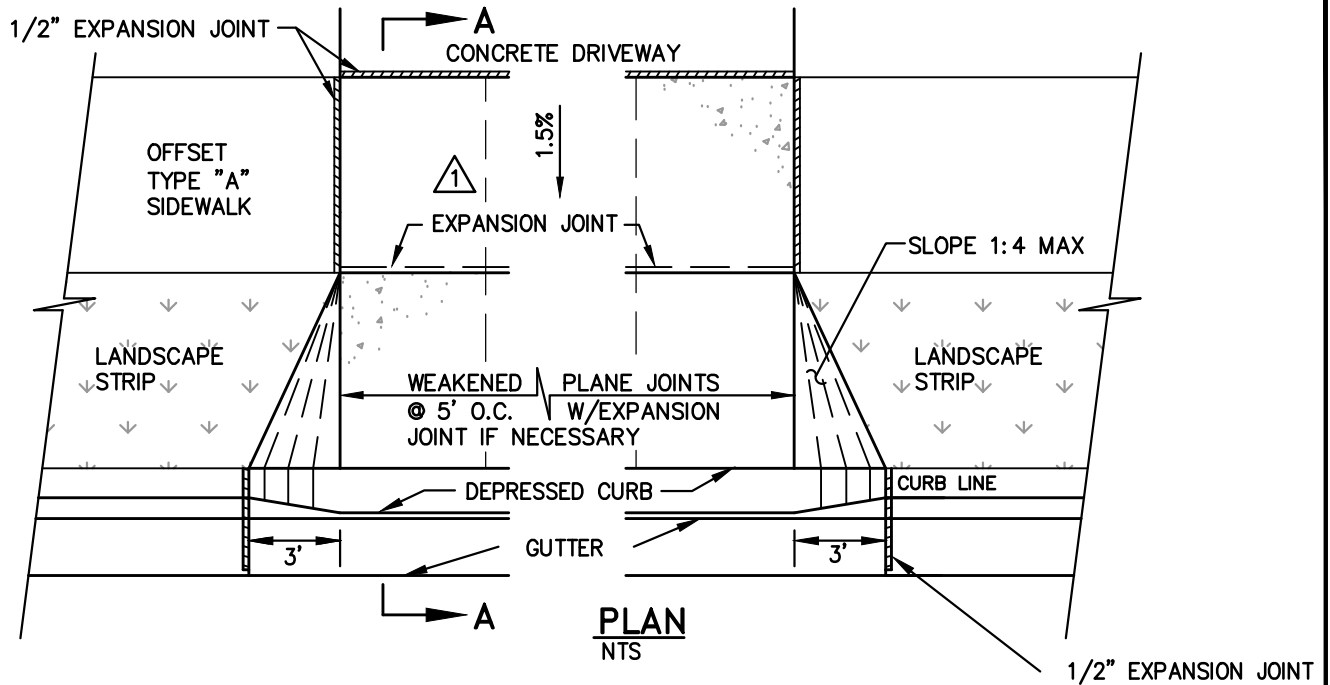 A
1/2" EXPANSION JOINT
CONCRETE DRIVEWAY
1.5%
OFFSET
TYPE "A"
SIDEWALK
1
EXPANSION JOINT
SLOPE 1:4 MAX
LANDSCAPE
STRIP
WEAKENED PLANE JOINTS
@ 5' O.C. W/EXPANSION
JOINT IF NECESSARY
LANDSCAPE
STRIP
DEPRESSED CURB
CURB LINE
3'
GUTTER
3'
A
PLAN
NTS
1/2" EXPANSION JOINT